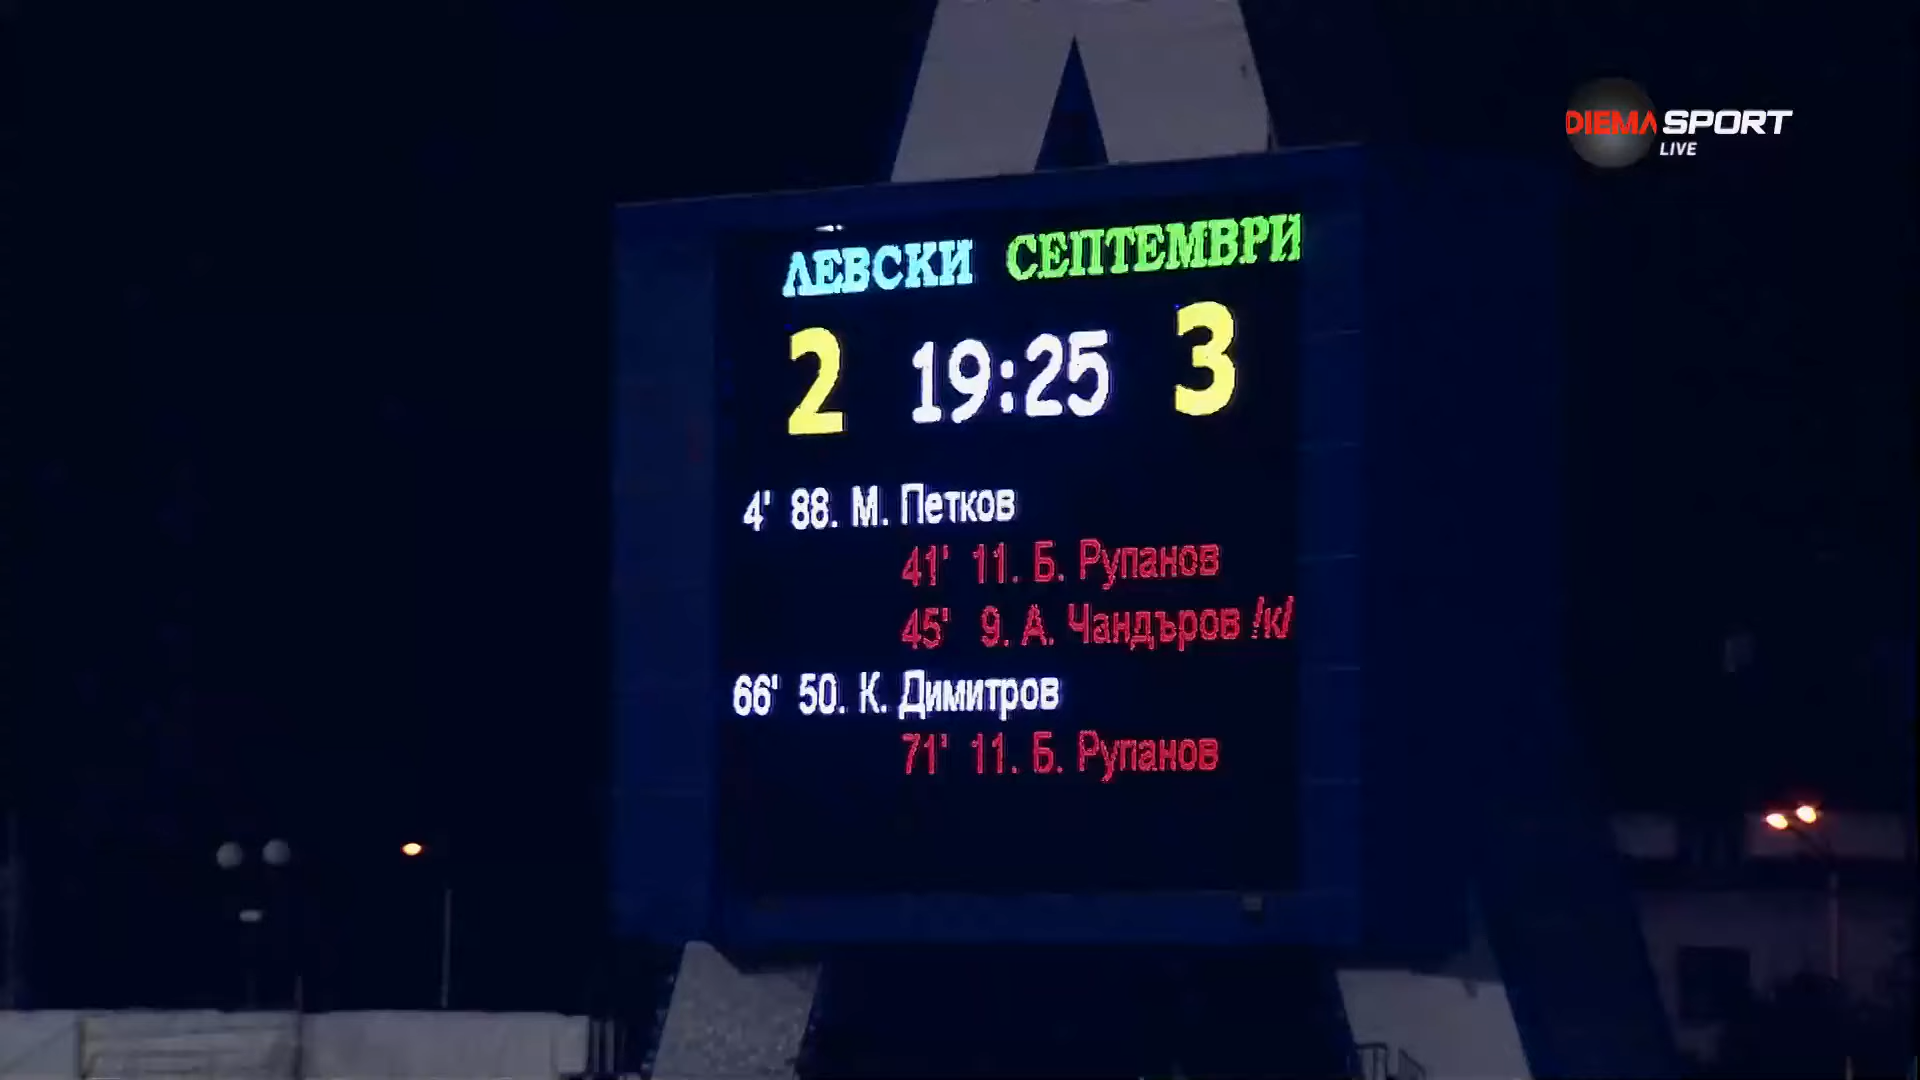 DIEMA SPORT
LIVE
ЛЕВСКИ СЕПТЕМВРИ
2 19:25 3
4' 88. М. Петков
41' 11. Б. Рупанов
45' 9. А. Чандъров /к/
66' 50. К. Димитров
71' 11. Б. Рупанов